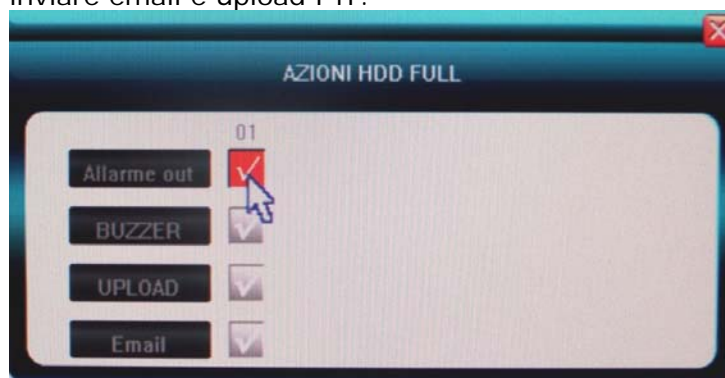 inviare email e upload FTP.
AZIONI HDD FULL
01
Allarme out
BUZZER
UPLOAD
Email